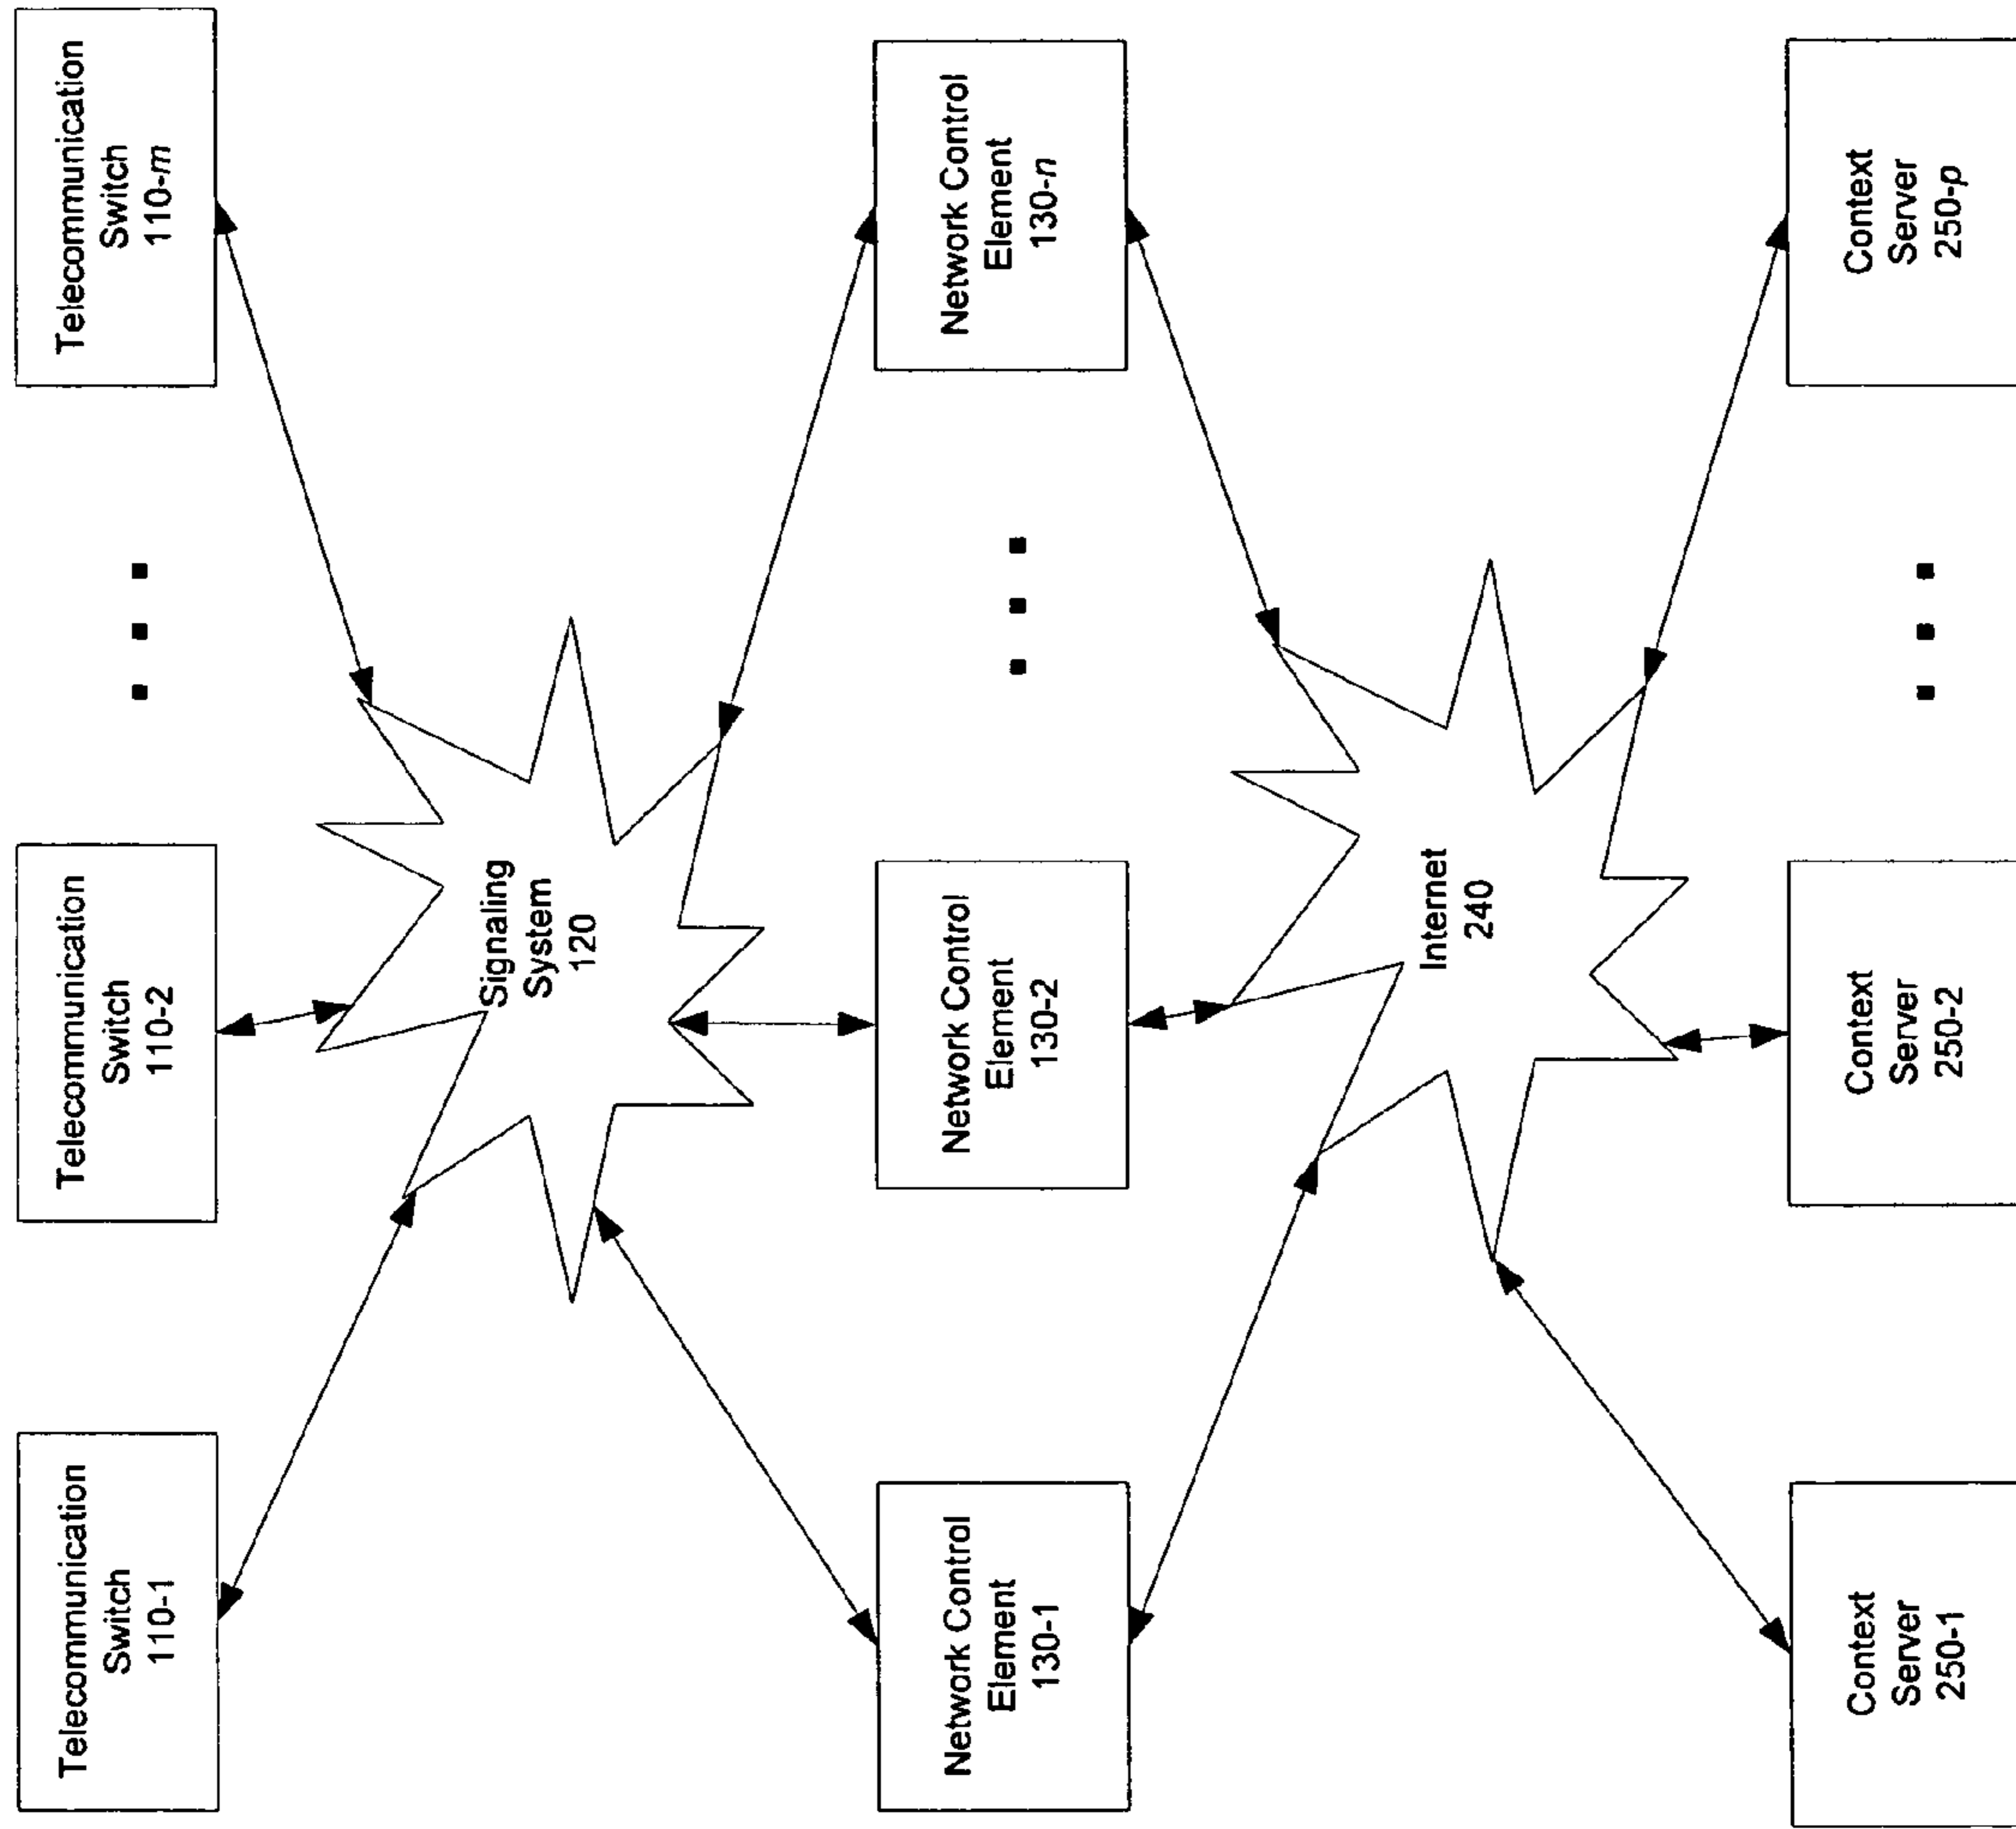 Telecommunication
Switch
110-1
Telecommunication
Switch
110-2
Telecommunication
Switch
110-m
Signaling
System
120
Network Control
Element
130-1
Network Control
Element
130-2
Network Control
Element
130-n
Internet
240
Context
Server
250-1
Context
Server
250-2
Context
Server
250-p